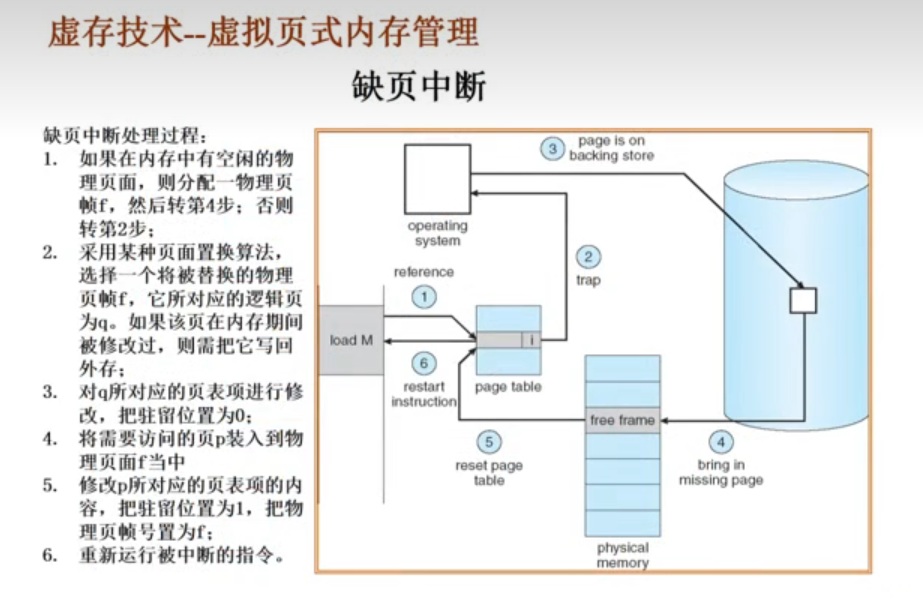 虚存技术--虚拟页式内存管理
缺页中断
缺页中断处理过程:
1. 如果在内存中有空闲的物
理页面，则分配一物理页
帧f，然后转第4步；否则
转第2步；
2. 采用某种页面置换算法，
选择一个将被替换的物理
页帧f，它所对应的逻辑页
为q。如果该页在内存期间
被修改过，则需把它写回
外存；
3. 对q所对应的页表项进行修
改，把驻留位置为0；
4. 将需要访问的页p装入到物
理页面f当中
5. 修改p所对应的页表项的内
容，把驻留位置为1，把物
理页帧号置为f；
6. 重新运行被中断的指令。
3
page is on
backing store
operating
system
2
trap
reference
1
load M
i
6
restart
instruction
page table
free frame
5
reset page
table
4
bring in
missing page
physical
memory